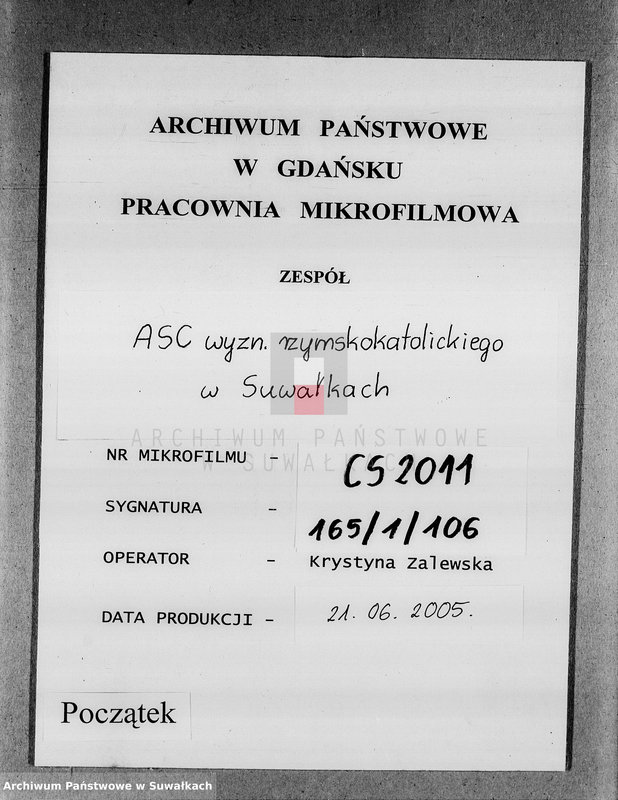 ARCHIWUM PAŃSTWOWE
W GDAŃSKU
PRACOWNIA MIKROFILMOWA
ZESPÓŁ
ASC wyzn. rzymskokatolickiego
w Suwałkach
ARCHIWUM PAŃSTWOWE
W SUWAŁKACH
NR MIKROFILMU - CS 2011
SYGNATURA - 165/1/106
OPERATOR - Krystyna Zalewska
DATA PRODUKCJI - 21. 06. 2005.
Początek
Archiwum Państwowe w Suwałkach